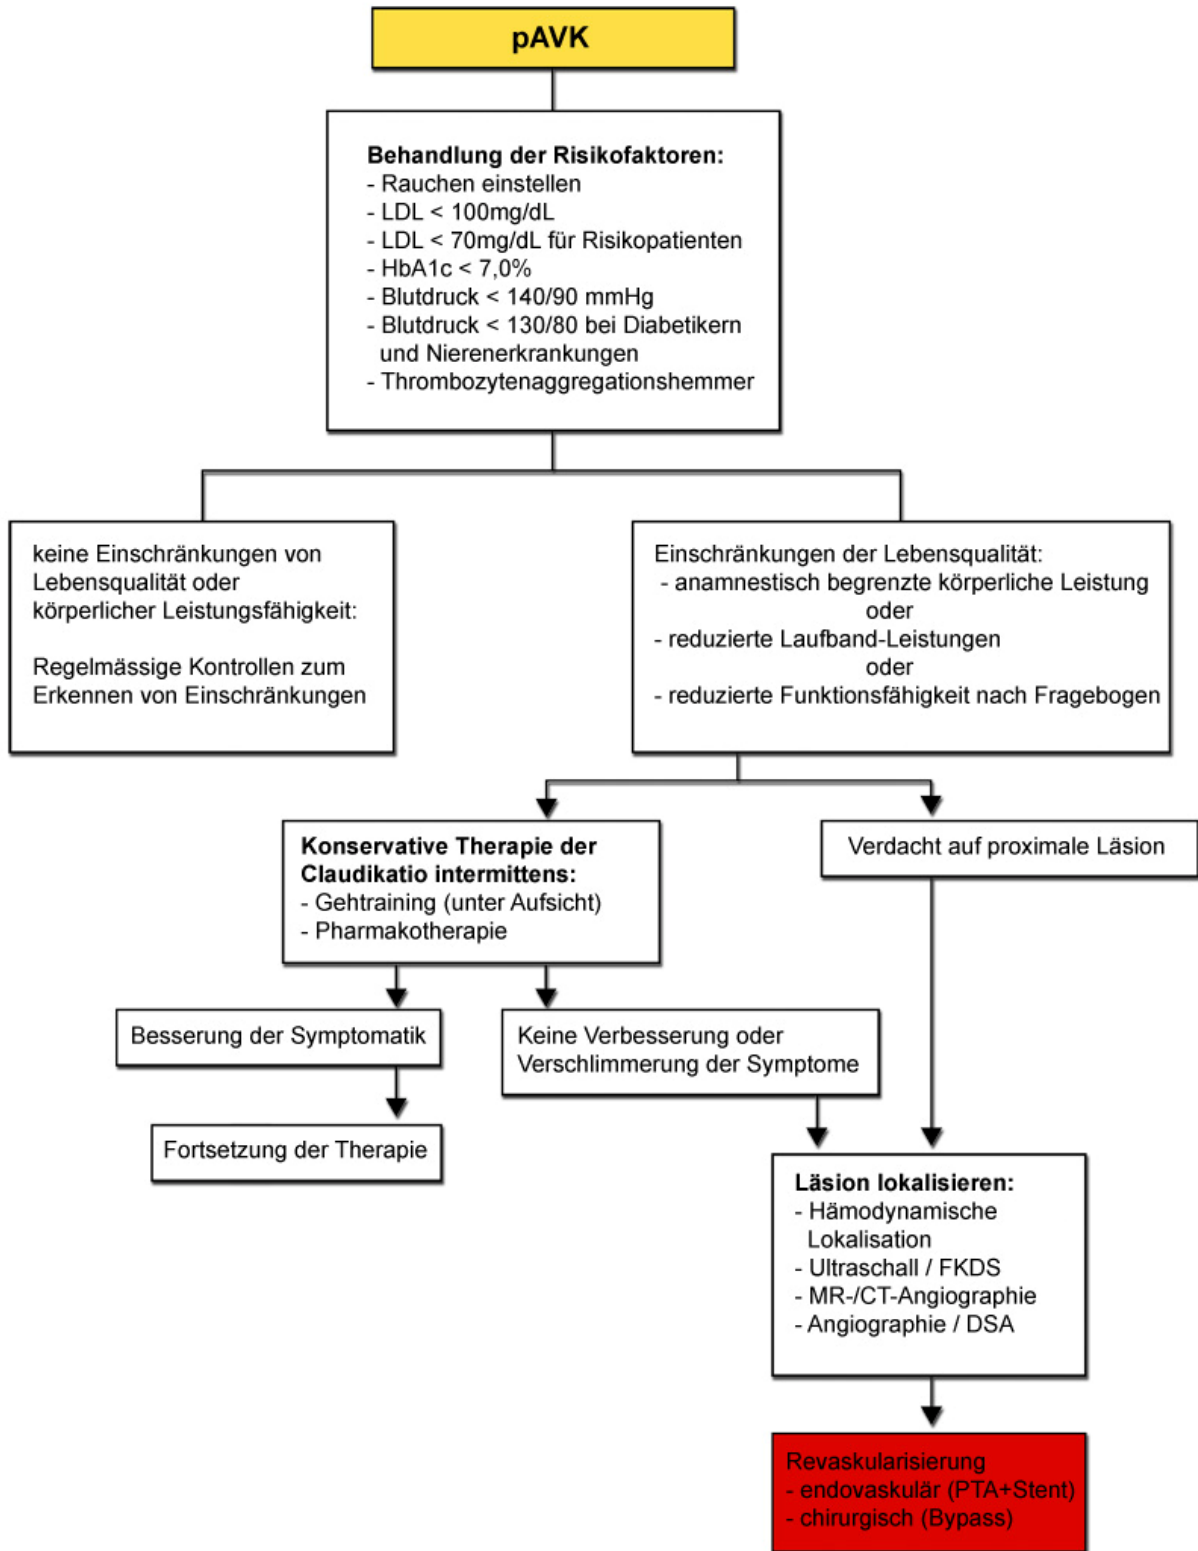 pAVK
Behandlung der Risikofaktoren:
- Rauchen einstellen
- LDL < 100mg/dL
- LDL < 70mg/dL für Risikopatienten
- HbA1c < 7,0%
- Blutdruck < 140/90 mmHg
- Blutdruck < 130/80 bei Diabetikern
und Nierenerkrankungen
- Thrombozytenaggregationshemmer
keine Einschränkungen von
Lebensqualität oder
körperlicher Leistungsfähigkeit:
Regelmässige Kontrollen zum
Erkennen von Einschränkungen
Einschränkungen der Lebensqualität:
- anamnestisch begrenzte körperliche Leistung
oder
- reduzierte Laufband-Leistungen
oder
- reduzierte Funktionsfähigkeit nach Fragebogen
Konservative Therapie der
Claudikatio intermittens:
- Gehtraining (unter Aufsicht)
- Pharmakotherapie
Verdacht auf proximale Läsion
Besserung der Symptomatik
Keine Verbesserung oder
Verschlimmerung der Symptome
Fortsetzung der Therapie
Läsion lokalisieren:
- Hämodynamische
Lokalisation
- Ultraschall / FKDS
- MR-/CT-Angiographie
- Angiographie / DSA
Revaskularisierung
- endovaskulär (PTA+Stent)
- chirurgisch (Bypass)